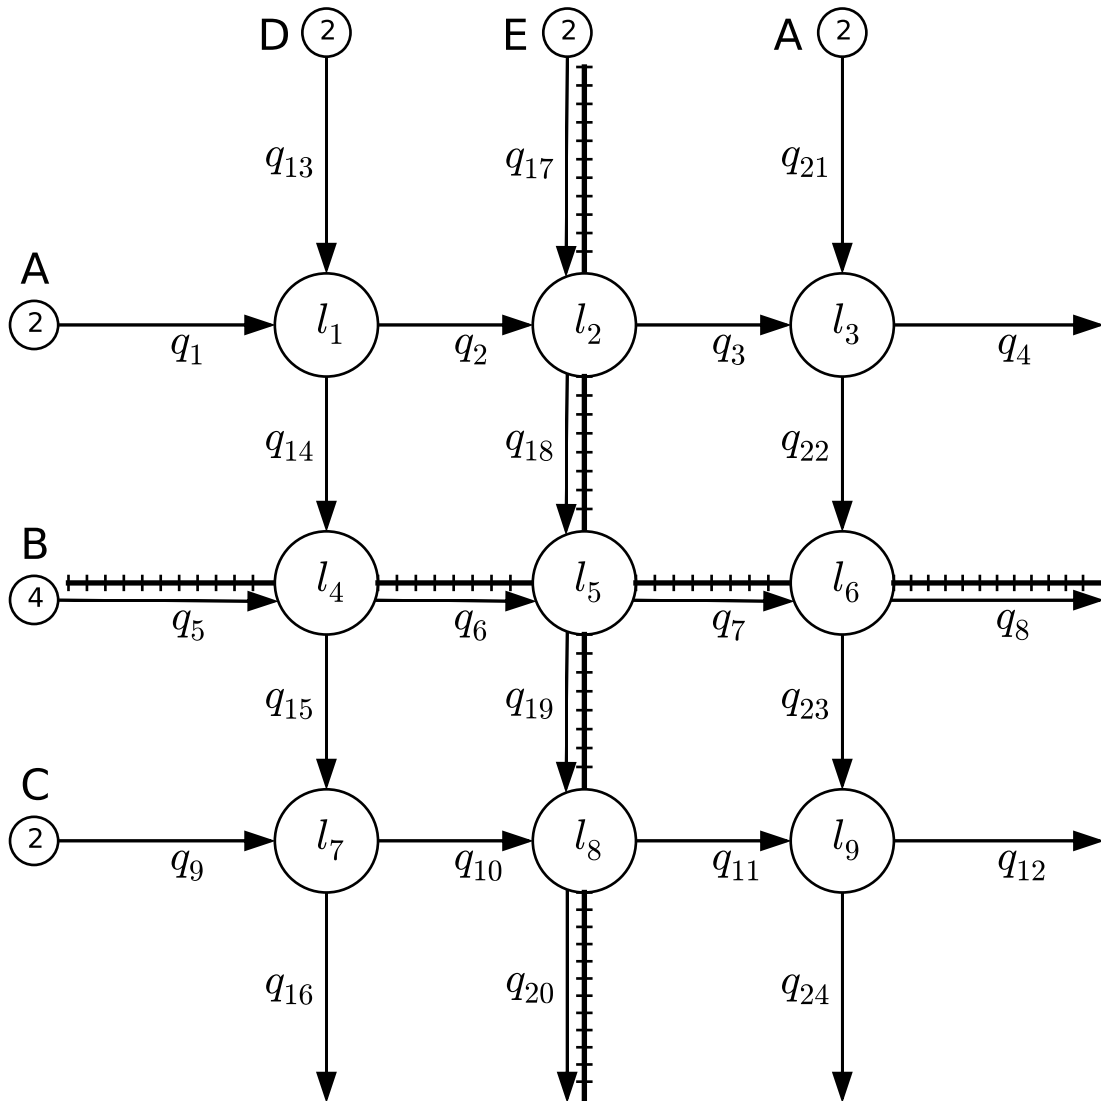 D 2 E 2 A 2
q13 q17 q21
A
2 l1 l2 l3
q1 q2 q3 q4
q14 q18 q22
B
l4 l5 l6
4
q5 q6 q7 q8
q15 q19 q23
C
2 l7 l8 l9
q9 q10 q11 q12
q16 q20 q24